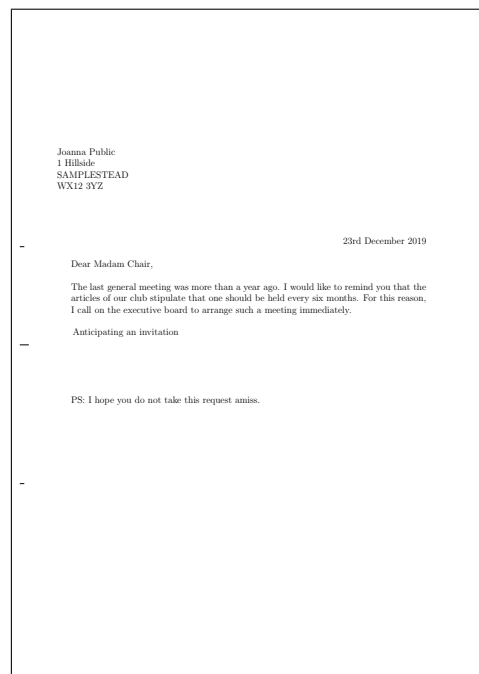 Joanna Public
1 Hillside
SAMPLESTEAD
WX12 3YZ
23rd December 2019
Dear Madam Chair,
The last general meeting was more than a year ago. I would like to remind you that the
articles of our club stipulate that one should be held every six months. For this reason,
I call on the executive board to arrange such a meeting immediately.
Anticipating an invitation
PS: I hope you do not take this request amiss.